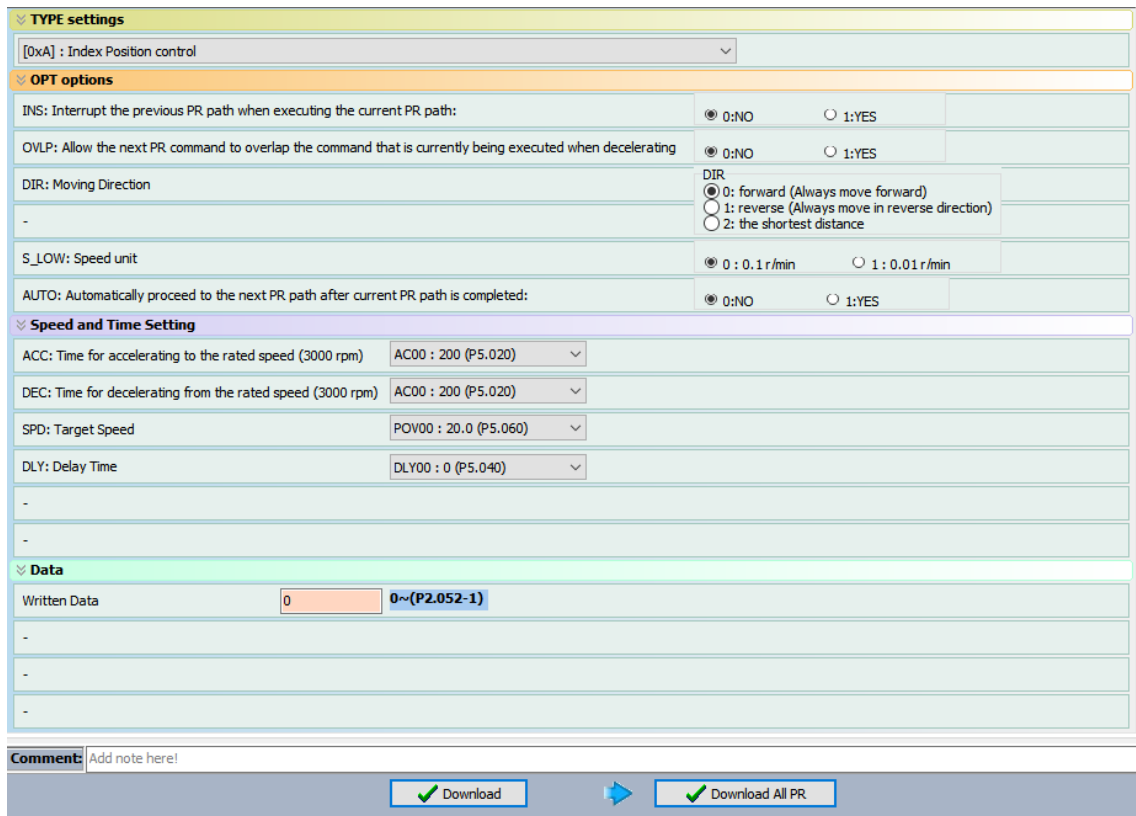 TYPE settings
[0xA] : Index Position control
OPT options
INS: Interrupt the previous PR path when executing the current PR path:
0:NO 1:YES
OVLP: Allow the next PR command to overlap the command that is currently being executed when decelerating
0:NO 1:YES
DIR: Moving Direction
DIR
0: forward (Always move forward)
1: reverse (Always move in reverse direction)
2: the shortest distance
-
S_LOW: Speed unit
0 : 0.1 r/min 1 : 0.01 r/min
AUTO: Automatically proceed to the next PR path after current PR path is completed:
0:NO 1:YES
Speed and Time Setting
ACC: Time for accelerating to the rated speed (3000 rpm) AC00 : 200 (P5.020)
DEC: Time for decelerating from the rated speed (3000 rpm) AC00 : 200 (P5.020)
SPD: Target Speed POV00 : 20.0 (P5.060)
DLY: Delay Time DLY00 : 0 (P5.040)
-
-
Data
Written Data 0 0~(P2.052-1)
-
-
-
Comment: Add note here!
Download Download All PR